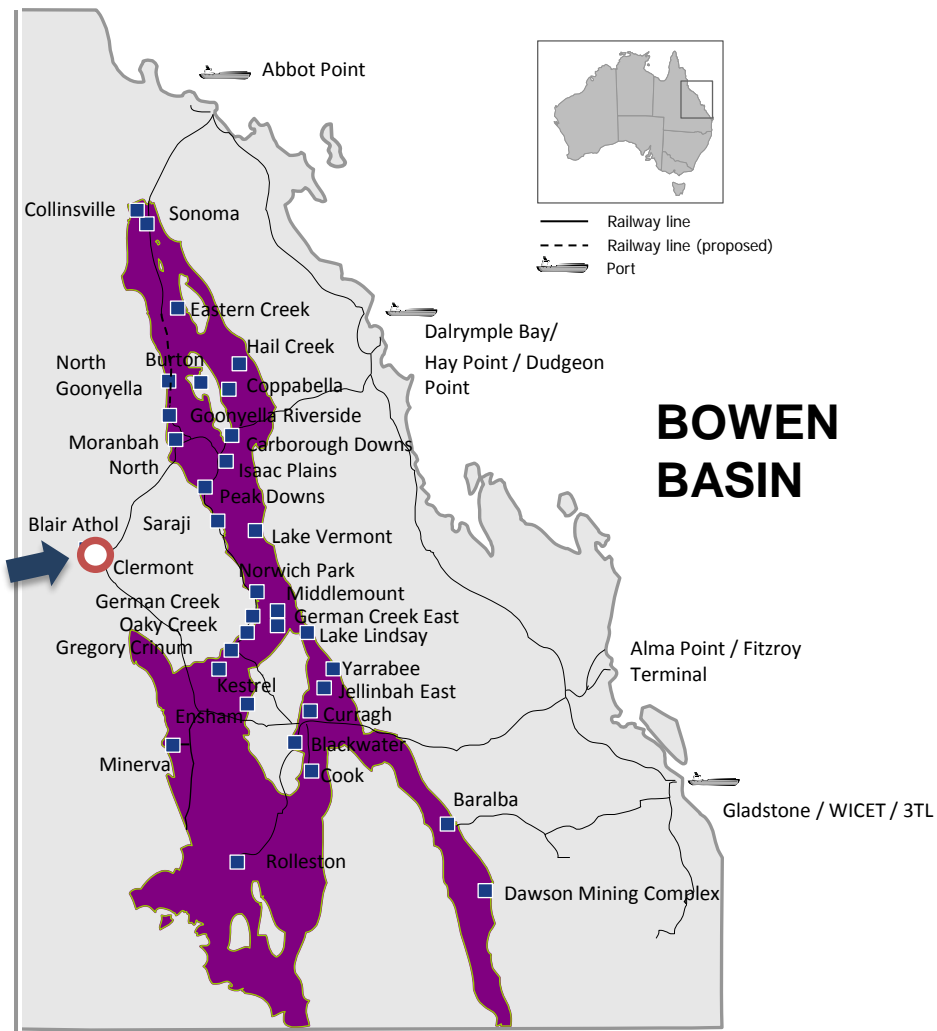 Abbot Point
Railway line
Railway line (proposed)
Port
Collinsville
Sonoma
Eastern Creek
Dalrymple Bay/
Hay Point / Dudgeon
Point
Hail Creek
North
Goonyella
Burton
Coppabella
BOWEN
BASIN
Goonyella Riverside
Moranbah
North
Carborough Downs
Isaac Plains
Peak Downs
Blair Athol
Saraji
Lake Vermont
Clermont
Norwich Park
Middlemount
German Creek
German Creek East
Oaky Creek
Lake Lindsay
Gregory Crinum
Alma Point / Fitzroy
Terminal
Yarrabee
Kestrel
Jellinbah East
Ensham
Curragh
Blackwater
Minerva
Cook
Gladstone / WICET / 3TL
Baralba
Rolleston
Dawson Mining Complex